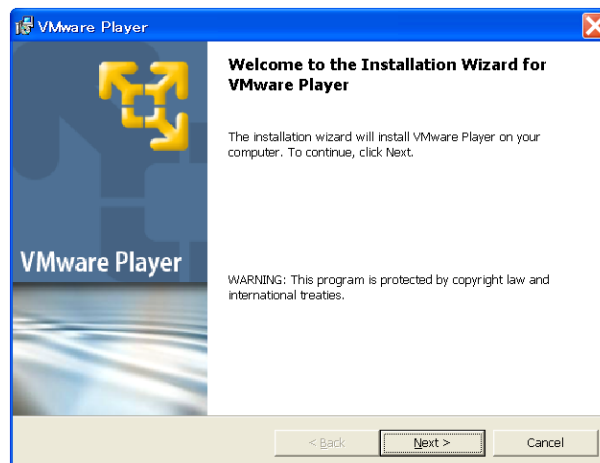 VMware Player
Welcome to the Installation Wizard for
VMware Player
The installation wizard will install VMware Player on your
computer. To continue, click Next.
VMware Player
WARNING: This program is protected by copyright law and
international treaties.
< Back
Next >
Cancel